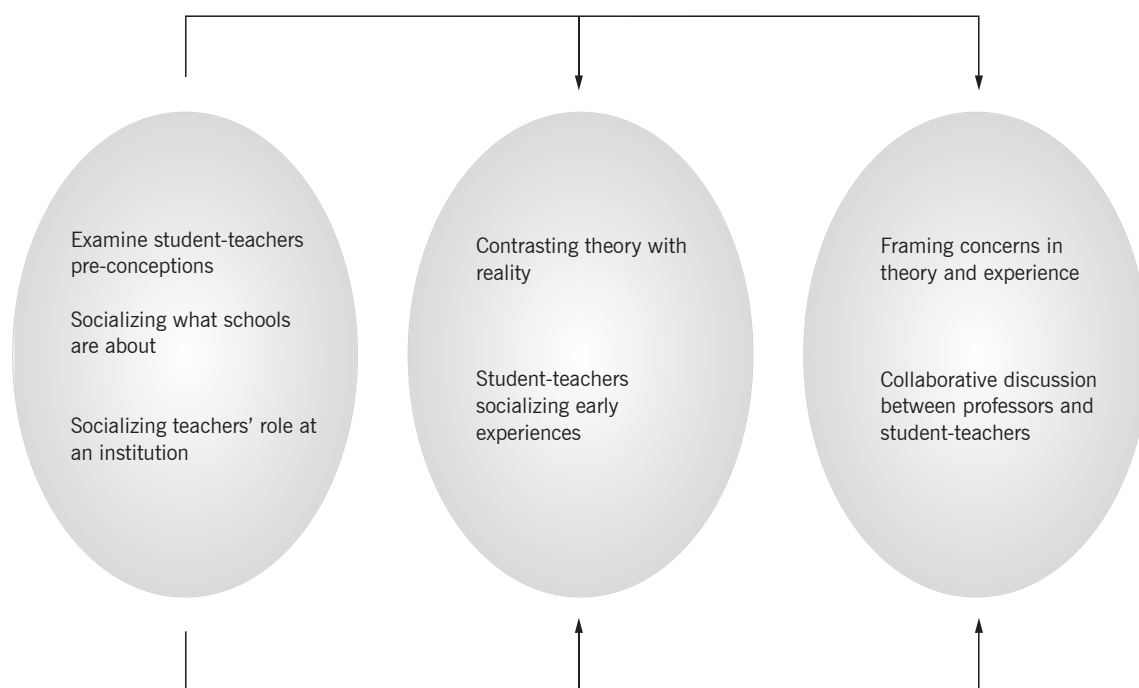 Examine student-teachers
pre-conceptions
Socializing what schools
are about
Socializing teachers’ role at
an institution
Contrasting theory with
reality
Student-teachers
socializing early
experiences
Framing concerns in
theory and experience
Collaborative discussion
between professors and
student-teachers